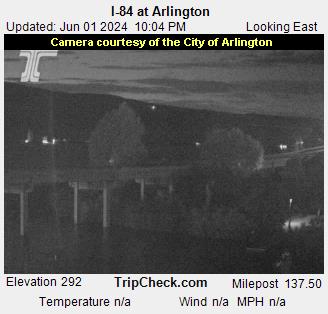 I-84 at Arlington
Updated: Jun 01 2024 10:04 PM Looking East
Camera courtesy of the City of Arlington
Elevation 292 TripCheck.com Milepost 137.50
Temperature n/a Wind n/a MPH n/a